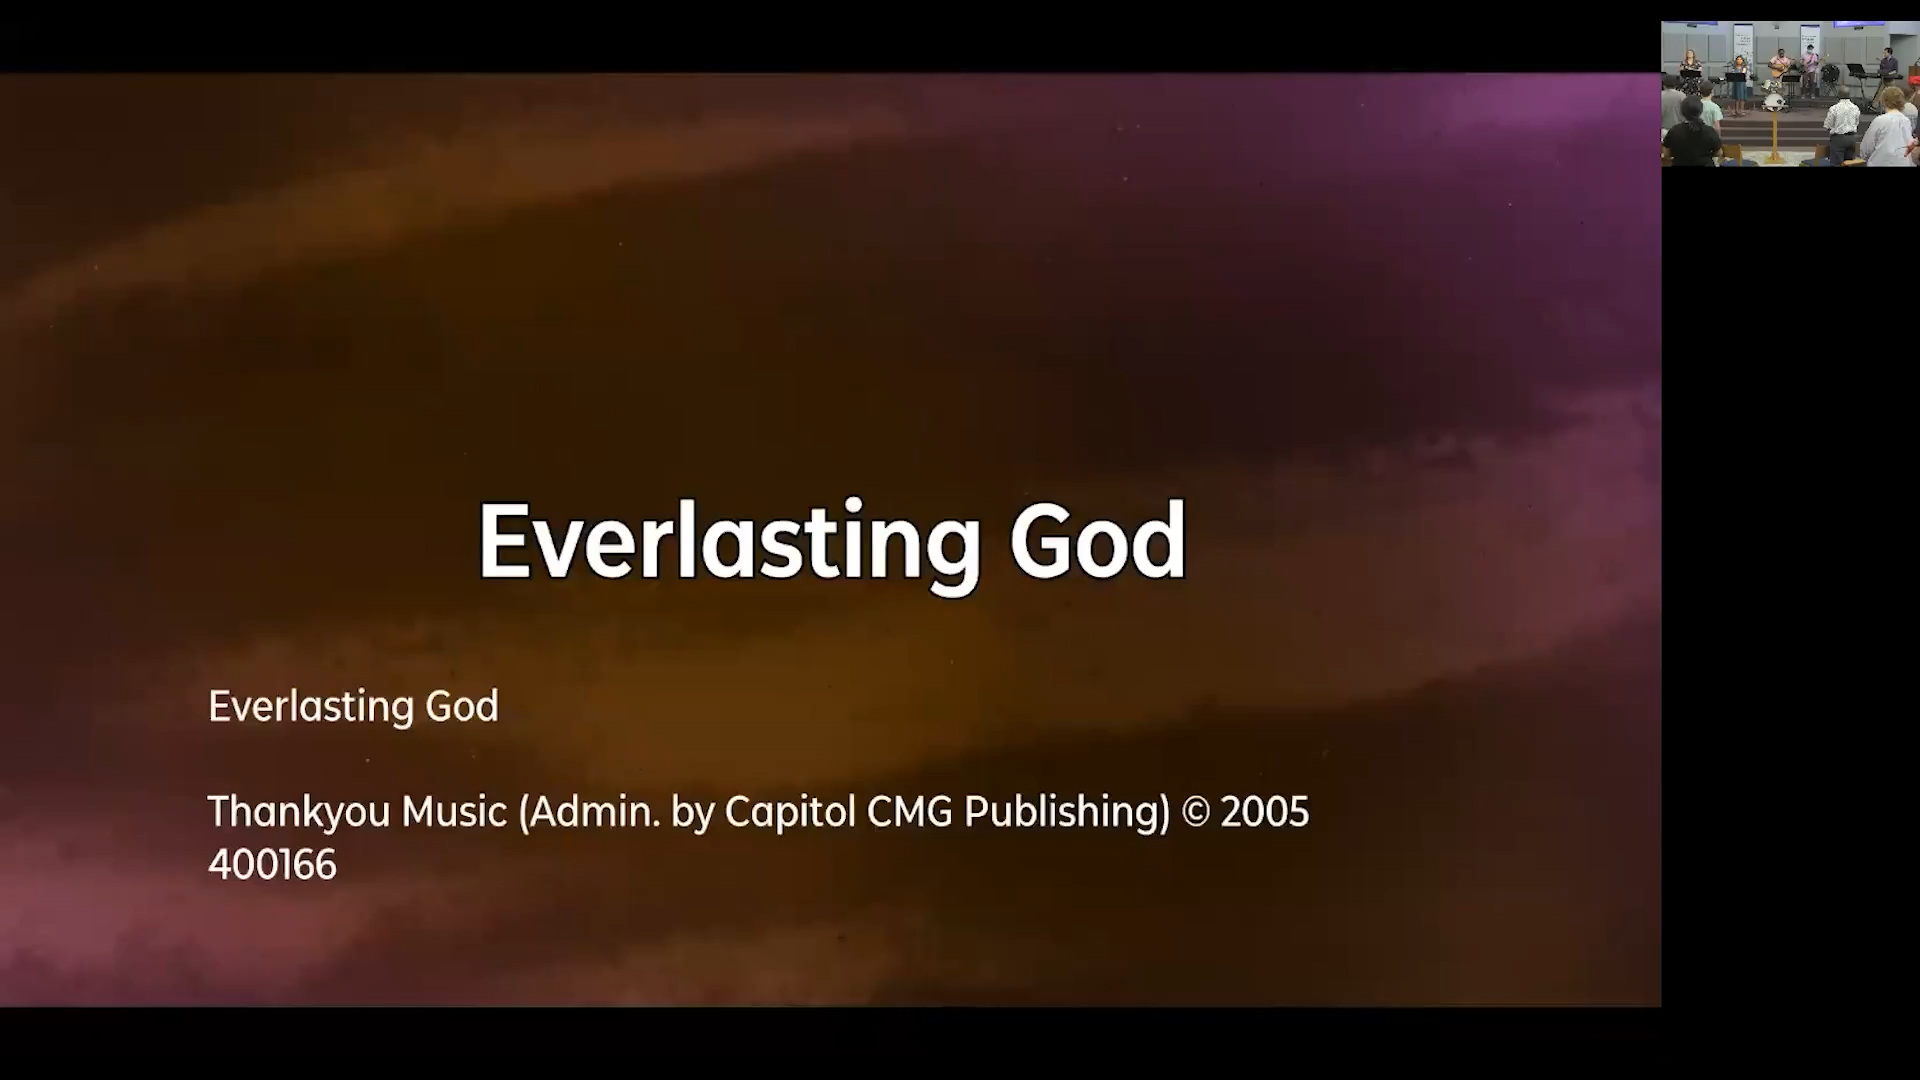 Everlasting God
Everlasting God
Thankyou Music (Admin. by Capitol CMG Publishing) © 2005
400166